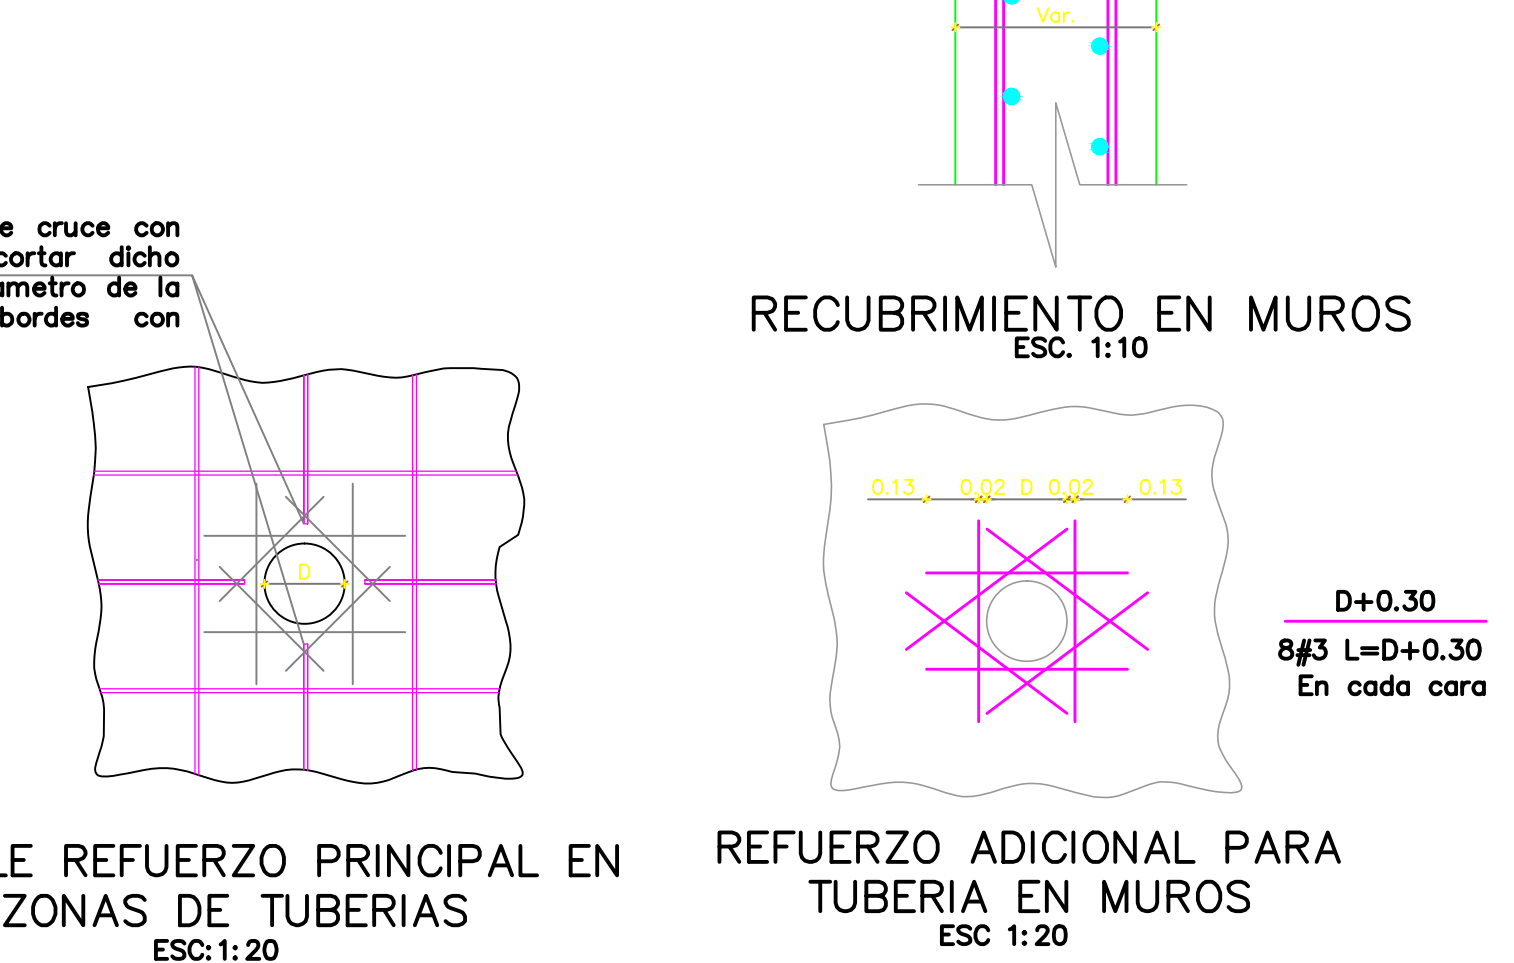 Var.
e cruce con
cortar dicho
ametro de la
bordes con
RECUBRIMIENTO EN MUROS
ESC. 1:10
D
LE REFUERZO PRINCIPAL EN
ZONAS DE TUBERIAS
ESC:1:20
0.13 0.02 D 0.02 0.13
D+0.30
8#3 L=D+0.30
En cada cara
REFUERZO ADICIONAL PARA
TUBERIA EN MUROS
ESC 1:20